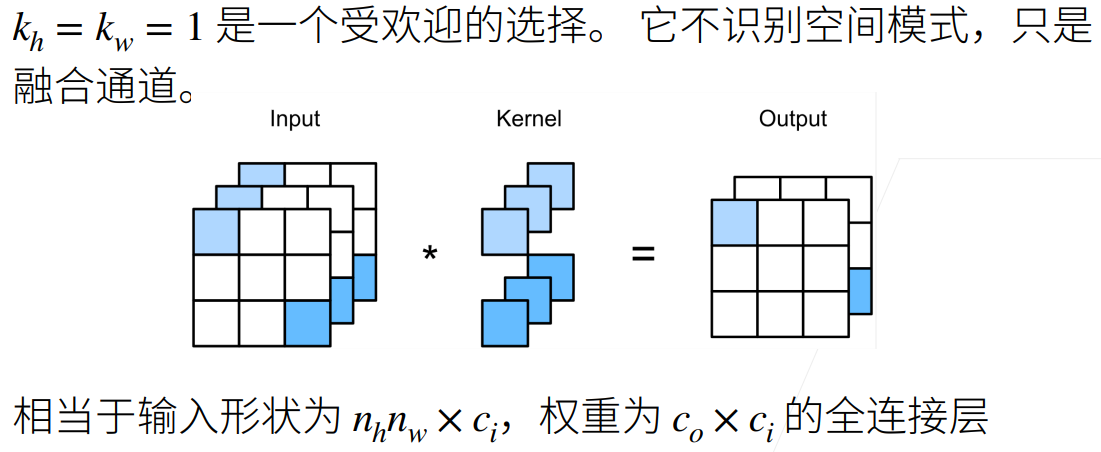 k_h = k_w = 1 是一个受欢迎的选择。 它不识别空间模式，只是
融合通道。
Input Kernel Output
* =
相当于输入形状为 n_h n_w × c_i，权重为 c_o × c_i 的全连接层